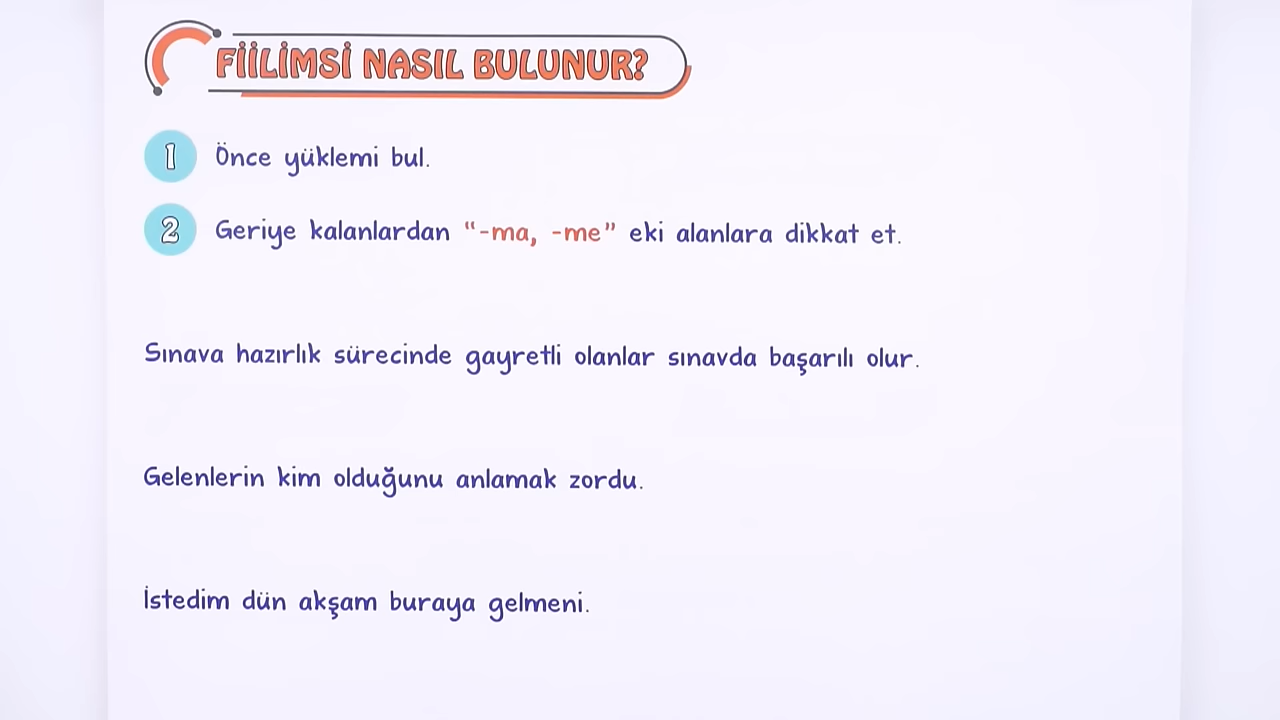 FİİLİMSİ NASIL BULUNUR?
1 Önce yüklemi bul.
2 Geriye kalanlardan “-ma, -me” eki alanlara dikkat et.
Sınava hazırlık sürecinde gayretli olanlar sınavda başarılı olur.
Gelenlerin kim olduğunu anlamak zordu.
İstedim dün akşam buraya gelmeni.